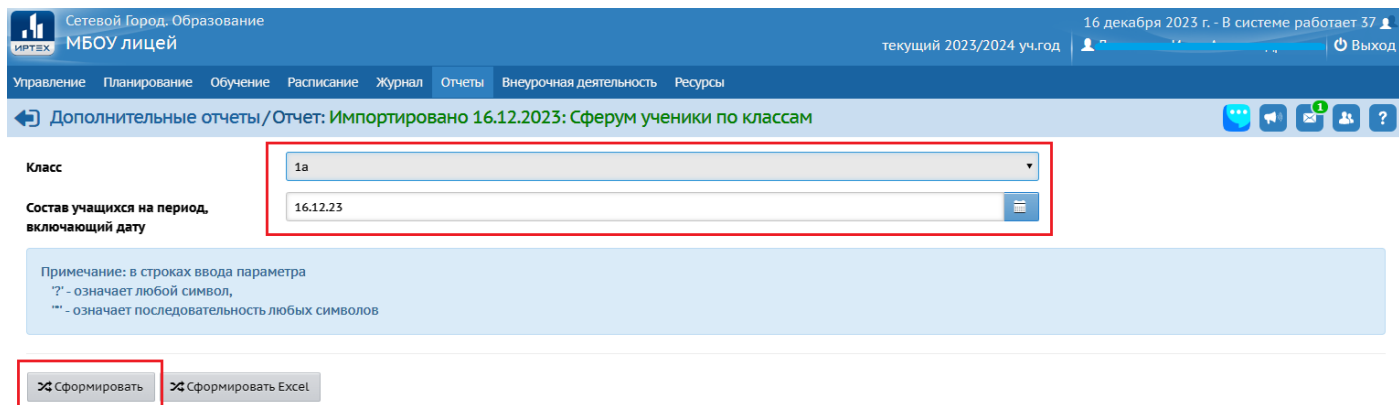 Сетевой Город. Образование
16 декабря 2023 г. - В системе работает 37
ИРТЕХ
МБОУ лицей
текущий 2023/2024 уч.год
Выход
Управление Планирование Обучение Расписание Журнал Отчеты Внеурочная деятельность Ресурсы
Дополнительные отчеты/Отчет: Импортировано 16.12.2023: Сферум ученики по классам
1
?
Класс
1а
Состав учащихся на период,
включающий дату
16.12.23
Примечание: в строках ввода параметра
'?' - означает любой символ,
'*' - означает последовательность любых символов
Сформировать
Сформировать Excel